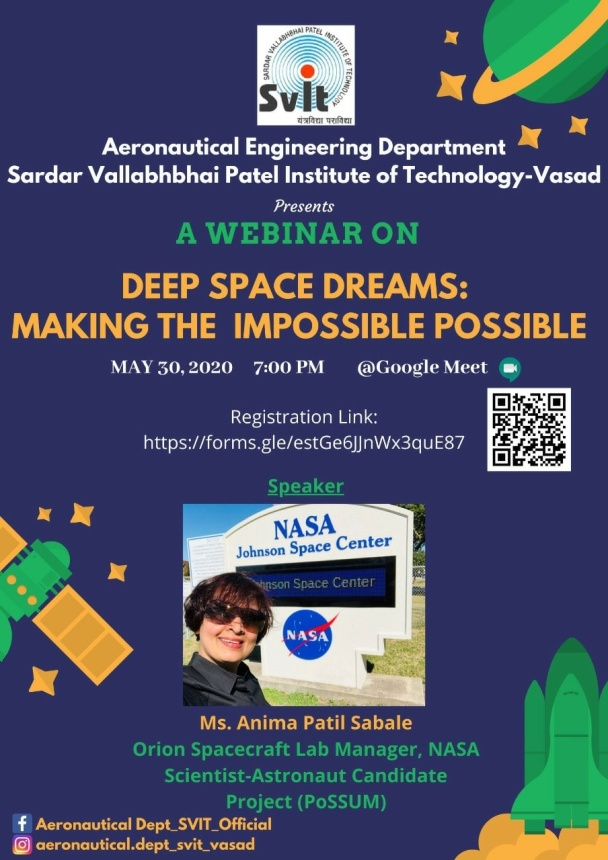 SARDAR VALLABHBHAI PATEL INSTITUTE OF TECHNOLOGY
SVIT
यंत्रविद्या पराविद्या
Aeronautical Engineering Department
Sardar Vallabhbhai Patel Institute of Technology-Vasad
Presents
A WEBINAR ON
DEEP SPACE DREAMS:
MAKING THE IMPOSSIBLE POSSIBLE
MAY 30, 2020 7:00 PM @Google Meet
Registration Link:
https://forms.gle/estGe6JJnWx3quE87
Speaker
NASA
Johnson Space Center
Johnson Space Center
NASA
Ms. Anima Patil Sabale
Orion Spacecraft Lab Manager, NASA
Scientist-Astronaut Candidate
Project (PoSSUM)
Aeronautical Dept_SVIT_Official
aeronautical.dept_svit_vasad